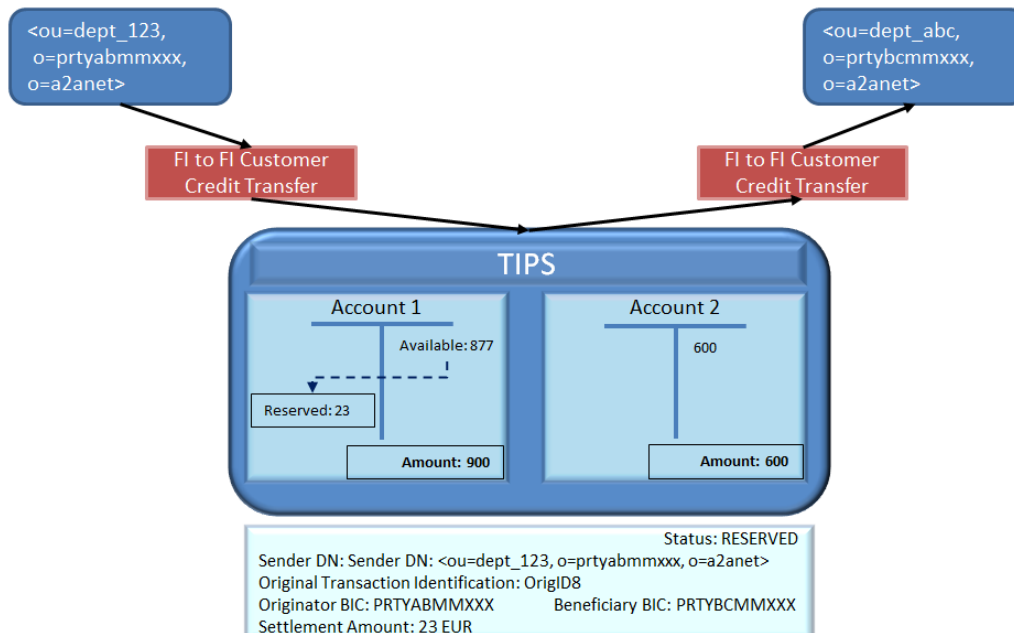 <ou=dept_123,
o=prtyabmmxxx,
o=a2anet>
<ou=dept_abc,
o=prtybcmmxxx,
o=a2anet>
FI to FI Customer
Credit Transfer
FI to FI Customer
Credit Transfer
TIPS
Account 1
Available: 877
Reserved: 23
Amount: 900
Account 2
600
Amount: 600
Status: RESERVED
Sender DN: Sender DN: <ou=dept_123, o=prtyabmmxxx, o=a2anet>
Original Transaction Identification: OrigID8
Originator BIC: PRTYABMMXXX Beneficiary BIC: PRTYBCMMXXX
Settlement Amount: 23 EUR